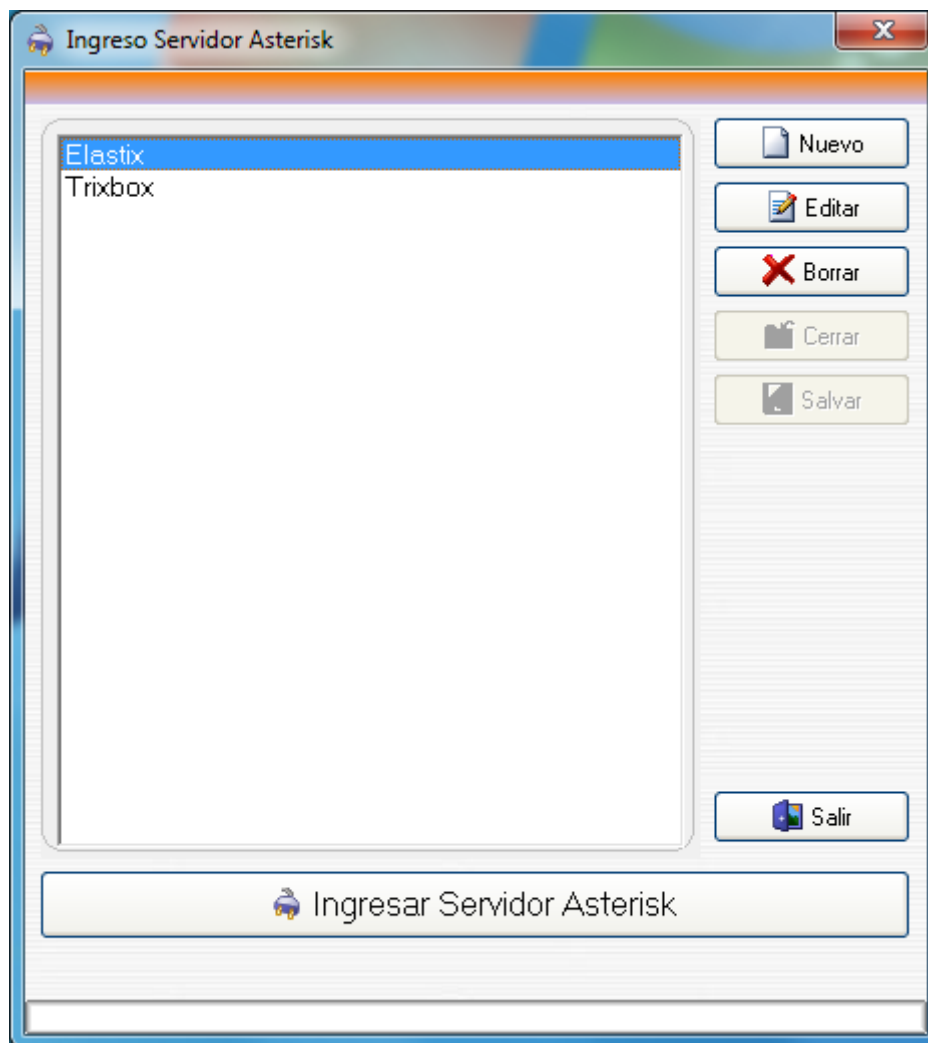 Ingreso Servidor Asterisk
Elastix
Trixbox
Nuevo
Editar
Borrar
Cerrar
Salvar
Salir
Ingresar Servidor Asterisk